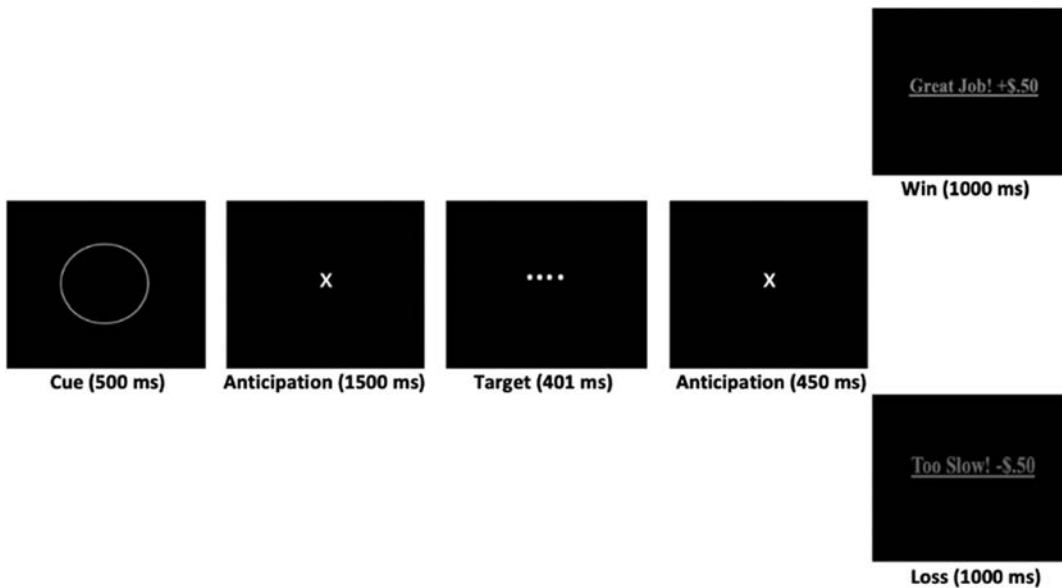 Great Job! +$.50
Win (1000 ms)
X
X
Cue (500 ms)
Anticipation (1500 ms)
Target (401 ms)
Anticipation (450 ms)
Too Slow! -$.50
Loss (1000 ms)